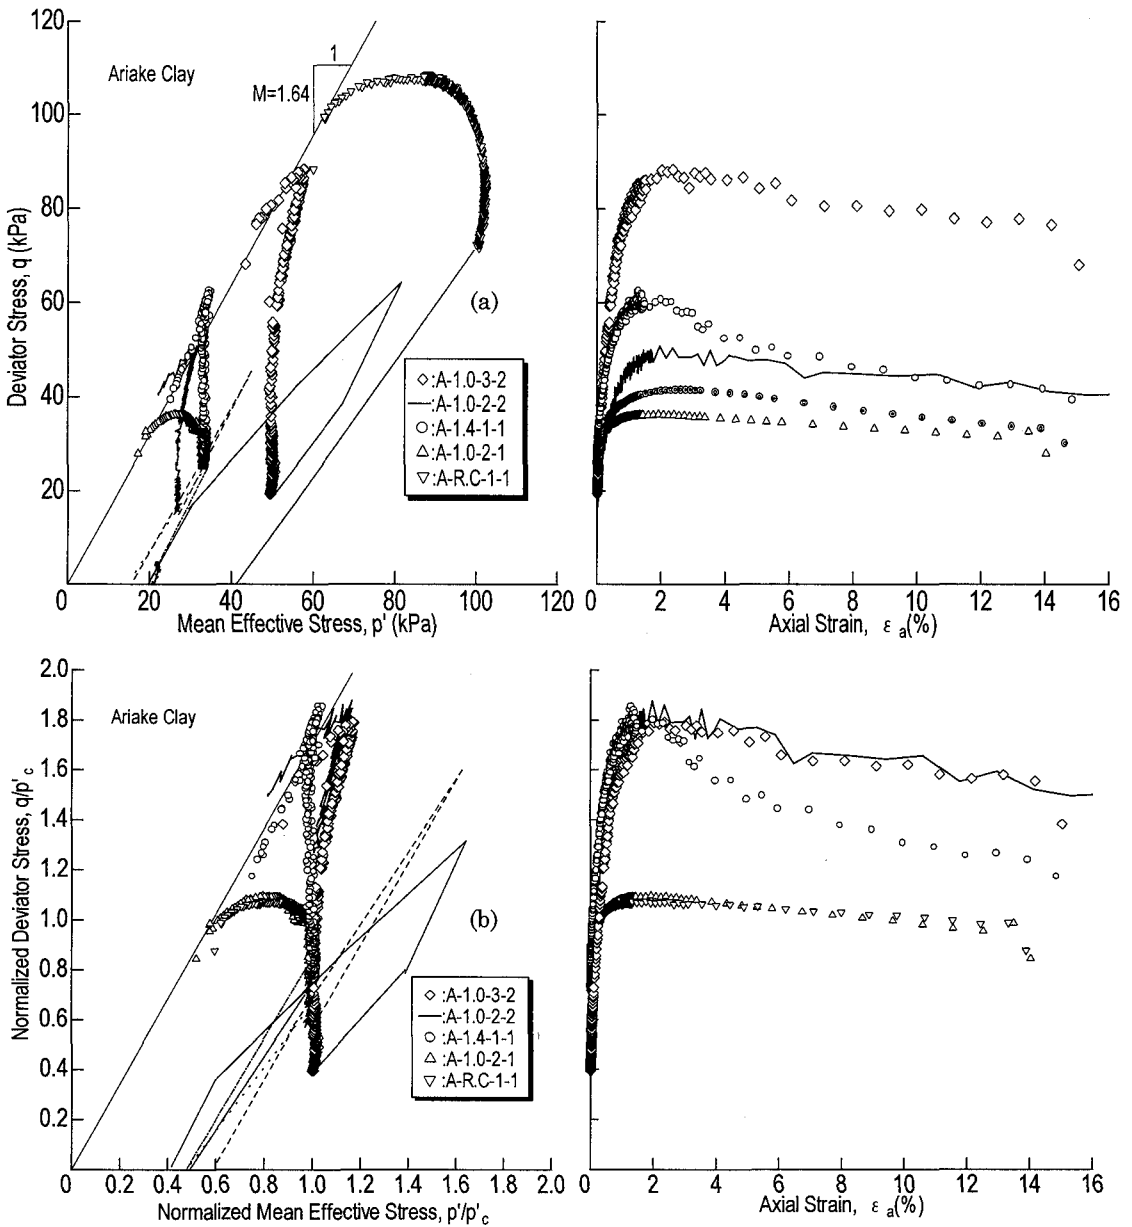 120
100
80
60
40
20
Deviator Stress, q (kPa)
Ariake Clay
1
M=1.64
(a)
◇:A-1.0-3-2
:A-1.0-2-2
○:A-1.4-1-1
△:A-1.0-2-1
▽:A-R.C-1-1
0 20 40 60 80 100 120
Mean Effective Stress, p' (kPa)
0 2 4 6 8 10 12 14 16
Axial Strain, ε a(%)
2.0
1.8
1.6
1.4
1.2
1.0
0.8
0.6
0.4
0.2
Normalized Deviator Stress, q/p'c
Ariake Clay
(b)
◇:A-1.0-3-2
:A-1.0-2-2
○:A-1.4-1-1
△:A-1.0-2-1
▽:A-R.C-1-1
0 0.2 0.4 0.6 0.8 1.0 1.2 1.4 1.6 1.8 2.0
Normalized Mean Effective Stress, p'/p'c
0 2 4 6 8 10 12 14 16
Axial Strain, ε a(%)